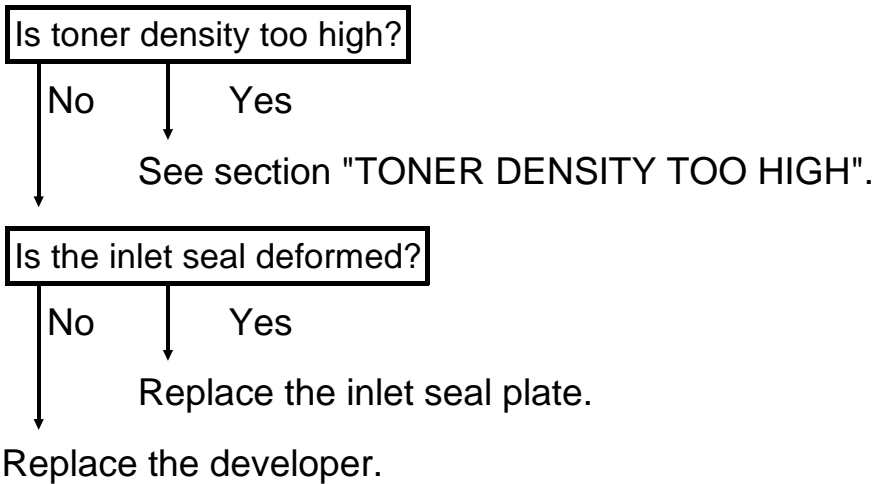 Is toner density too high?
No Yes
See section "TONER DENSITY TOO HIGH".
Is the inlet seal deformed?
No Yes
Replace the inlet seal plate.
Replace the developer.